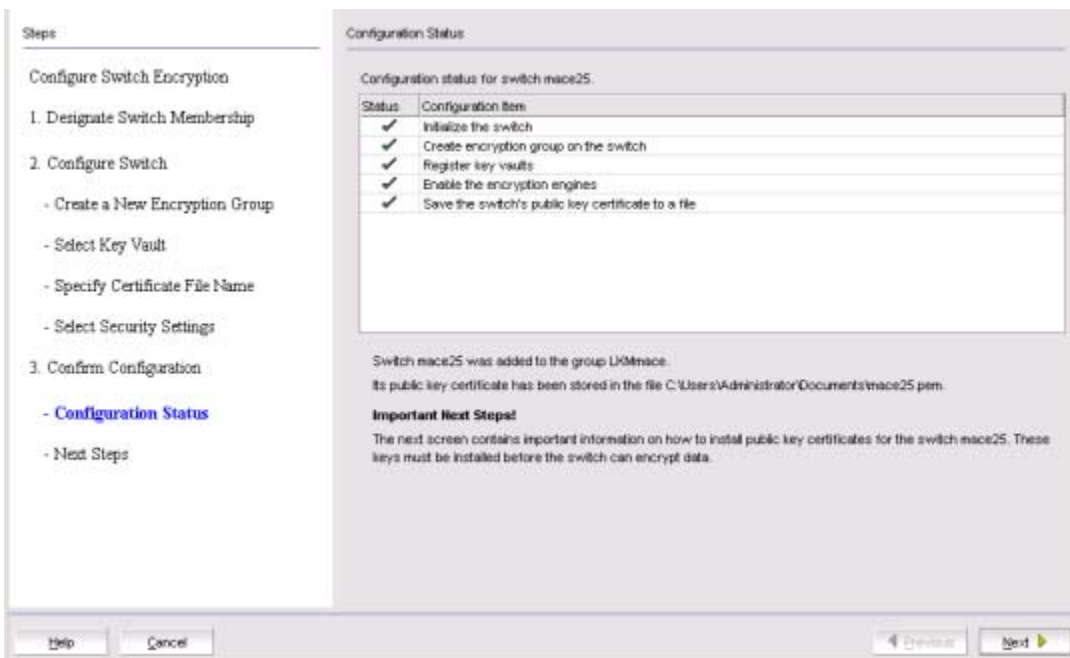 Steps
Configure Switch Encryption
1. Designate Switch Membership
2. Configure Switch
- Create a New Encryption Group
- Select Key Vault
- Specify Certificate File Name
- Select Security Settings
3. Confirm Configuration
- Configuration Status
- Next Steps
Configuration Status
Configuration status for switch mace25.
Status Configuration Item
Initialize the switch
Create encryption group on the switch
Register key vaults
Enable the encryption engines
Save the switch's public key certificate to a file
Switch mace25 was added to the group LKMmace.
Its public key certificate has been stored in the file C:\Users\Administrator\Documents\mace25.pem.
Important Next Steps!
The next screen contains important information on how to install public key certificates for the switch mace25. These
keys must be installed before the switch can encrypt data.
Help Cancel Previous Next